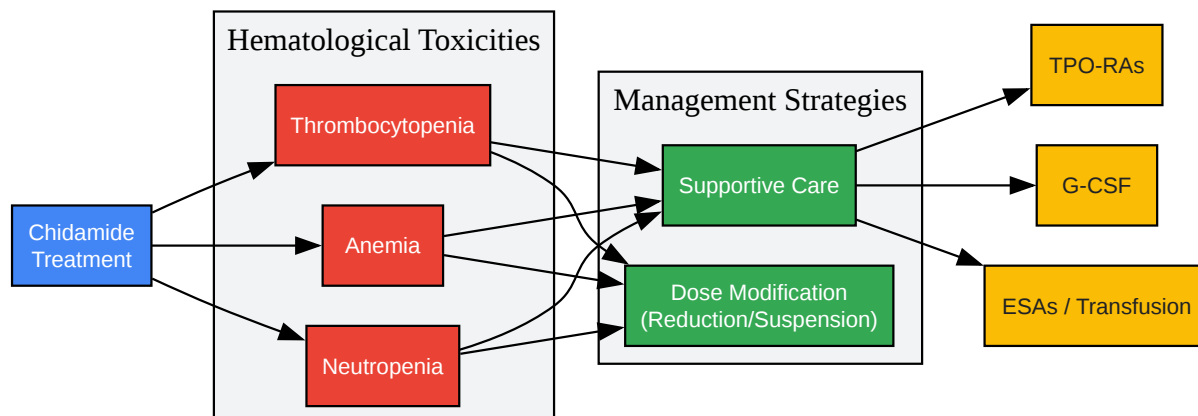 Hematological Toxicities
Thrombocytopenia
Anemia
Neutropenia
Chidamide
Treatment
Management Strategies
Supportive Care
Dose Modification
(Reduction/Suspension)
TPO-RAs
G-CSF
ESAs / Transfusion